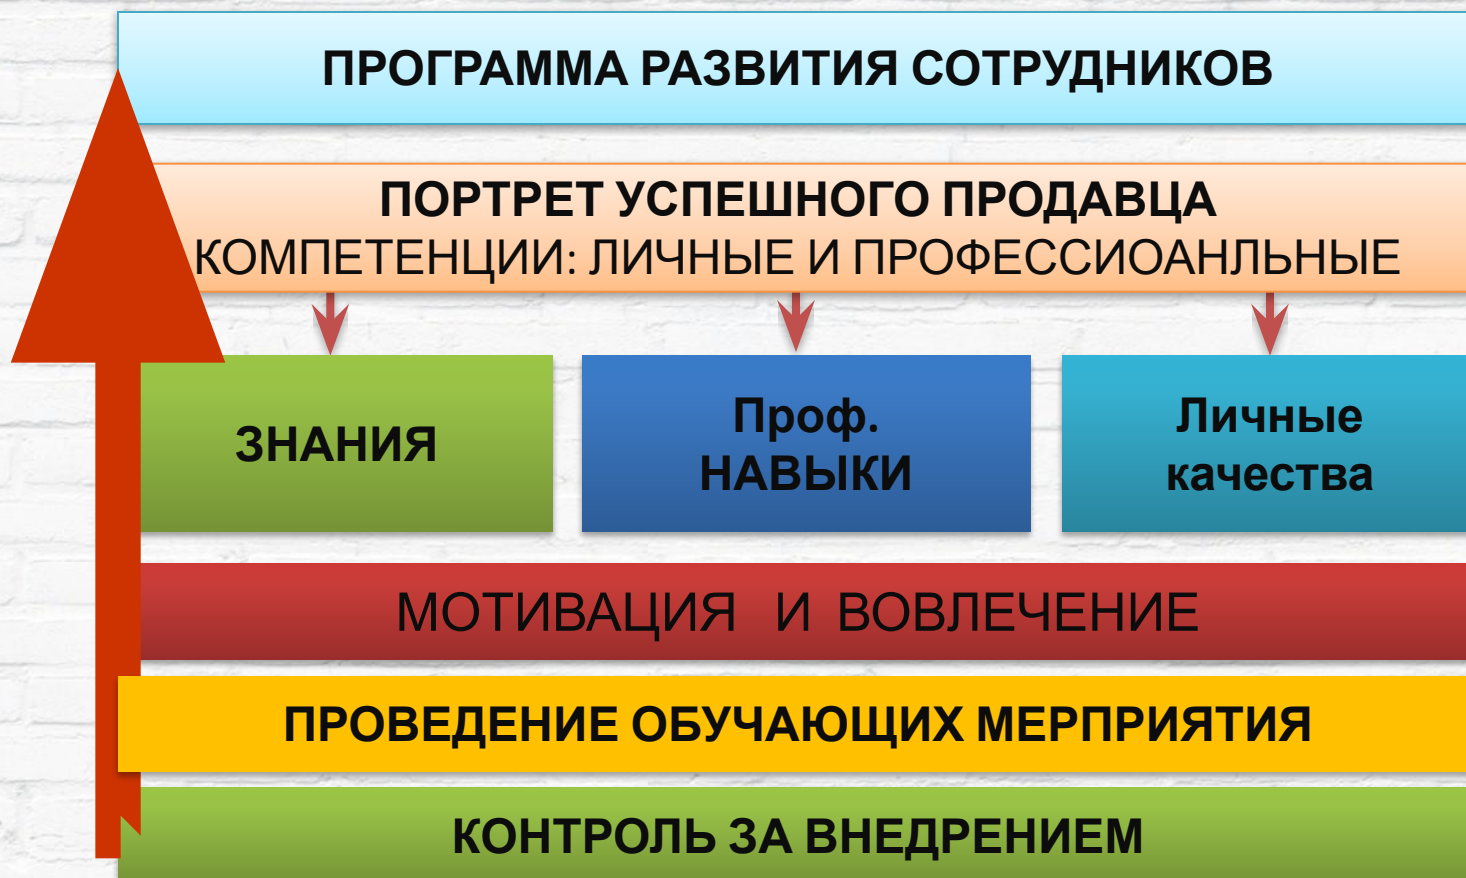 ПРОГРАММА РАЗВИТИЯ СОТРУДНИКОВ
ПОРТРЕТ УСПЕШНОГО ПРОДАВЦА
КОМПЕТЕНЦИИ: ЛИЧНЫЕ И ПРОФЕССИОАНЛЬНЫЕ
ЗНАНИЯ
Проф.
НАВЫКИ
Личные
качества
МОТИВАЦИЯ И ВОВЛЕЧЕНИЕ
ПРОВЕДЕНИЕ ОБУЧАЮЩИХ МЕРПРИЯТИЯ
КОНТРОЛЬ ЗА ВНЕДРЕНИЕМ